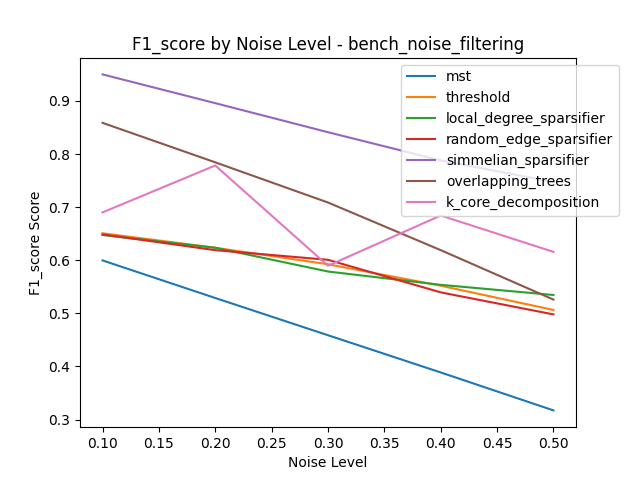 F1_score by Noise Level - bench_noise_filtering
mst
threshold
local_degree_sparsifier
random_edge_sparsifier
simmelian_sparsifier
overlapping_trees
k_core_decomposition
F1_score Score
0.9
0.8
0.7
0.6
0.5
0.4
0.3
0.10 0.15 0.20 0.25 0.30 0.35 0.40 0.45 0.50
Noise Level